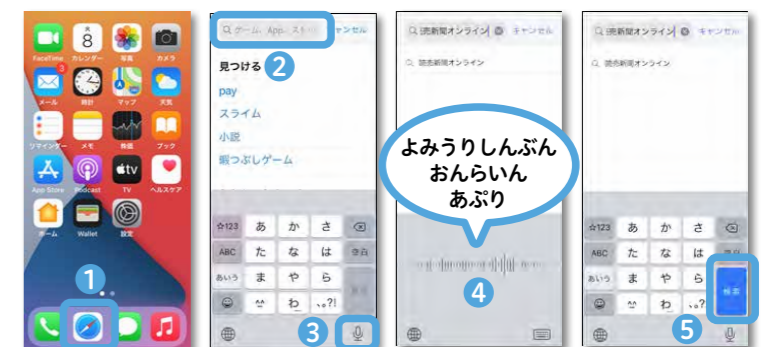 8
FaceTime
カレンダー
写真
カメラ
3
メール
時計
マップ
天気
リマインダー
メモ
株価
ブック
tv
App Store
Podcast
TV
ヘルスケア
ホーム
Wallet
設定
1
ゲーム、App、スト
キャンセル
2
見つける
pay
スライム
小説
暇つぶしゲーム
☆123
あ
か
さ
ABC
た
な
は
空白
あいう
ま
や
ら
^^
わ
、。?!
3
読売新聞オンライン
キャンセル
読売新聞オンライン
よみうりしんぶん
おんらいん
あぷり
4
読売新聞オンライン
キャンセル
読売新聞オンライン
☆123
あ
か
さ
ABC
た
な
は
空白
あいう
ま
や
ら
検索
^^
わ
、。?
5